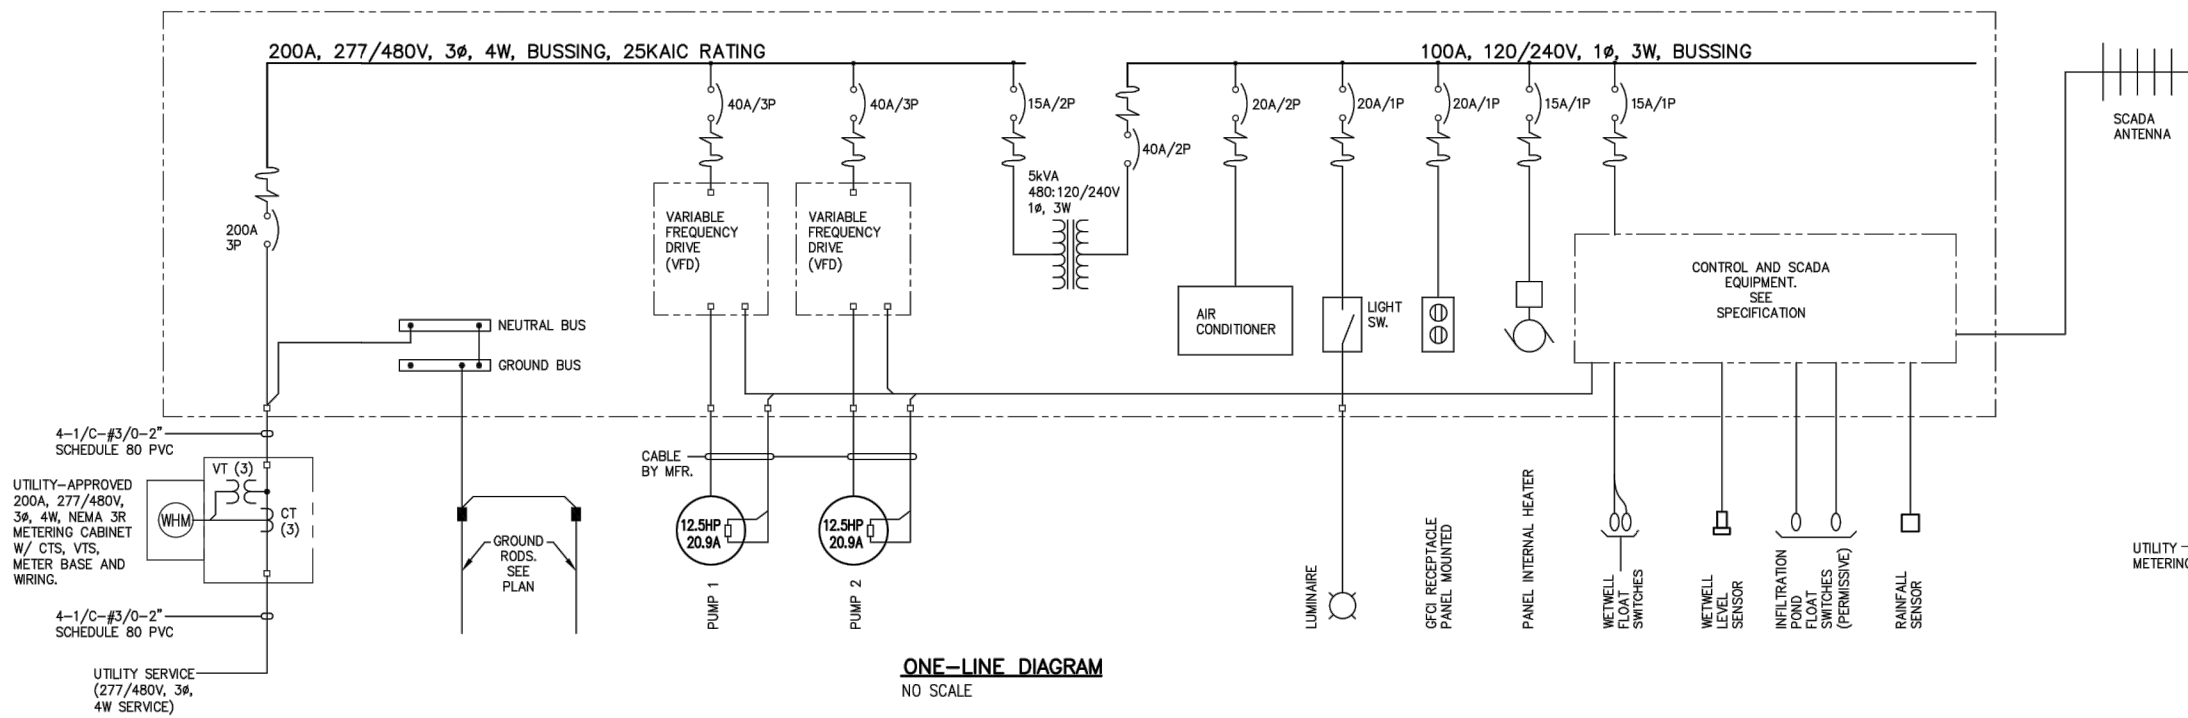 200A, 277/480V, 3ø, 4W, BUSSING, 25KAIC RATING
100A, 120/240V, 1ø, 3W, BUSSING
40A/3P
40A/3P
15A/2P
40A/2P
20A/2P
20A/1P
20A/1P
15A/1P
15A/1P
SCADA
ANTENNA
200A
3P
VARIABLE
FREQUENCY
DRIVE
(VFD)
VARIABLE
FREQUENCY
DRIVE
(VFD)
5kVA
480:120/240V
1ø, 3W
AIR
CONDITIONER
LIGHT
SW.
CONTROL AND SCADA
EQUIPMENT.
SEE
SPECIFICATION
NEUTRAL BUS
GROUND BUS
4-1/C-#3/0-2"
SCHEDULE 80 PVC
VT (3)
CT
(3)
WHM
UTILITY-APPROVED
200A, 277/480V,
3ø, 4W, NEMA 3R
METERING CABINET
W/ CTS, VTS,
METER BASE AND
WIRING.
4-1/C-#3/0-2"
SCHEDULE 80 PVC
UTILITY SERVICE
(277/480V, 3ø,
4W SERVICE)
GROUND
RODS.
SEE
PLAN
CABLE
BY MFR.
12.5HP
20.9A
PUMP 1
12.5HP
20.9A
PUMP 2
LUMINAIRE
GFCI RECEPTACLE
PANEL MOUNTED
PANEL INTERNAL HEATER
WETWELL
FLOAT
SWITCHES
WETWELL
LEVEL
SENSOR
INFILTRATION
POND
FLOAT
SWITCHES
(PERMISSIVE)
RAINFALL
SENSOR
UTILITY
METERING
ONE-LINE DIAGRAM
NO SCALE